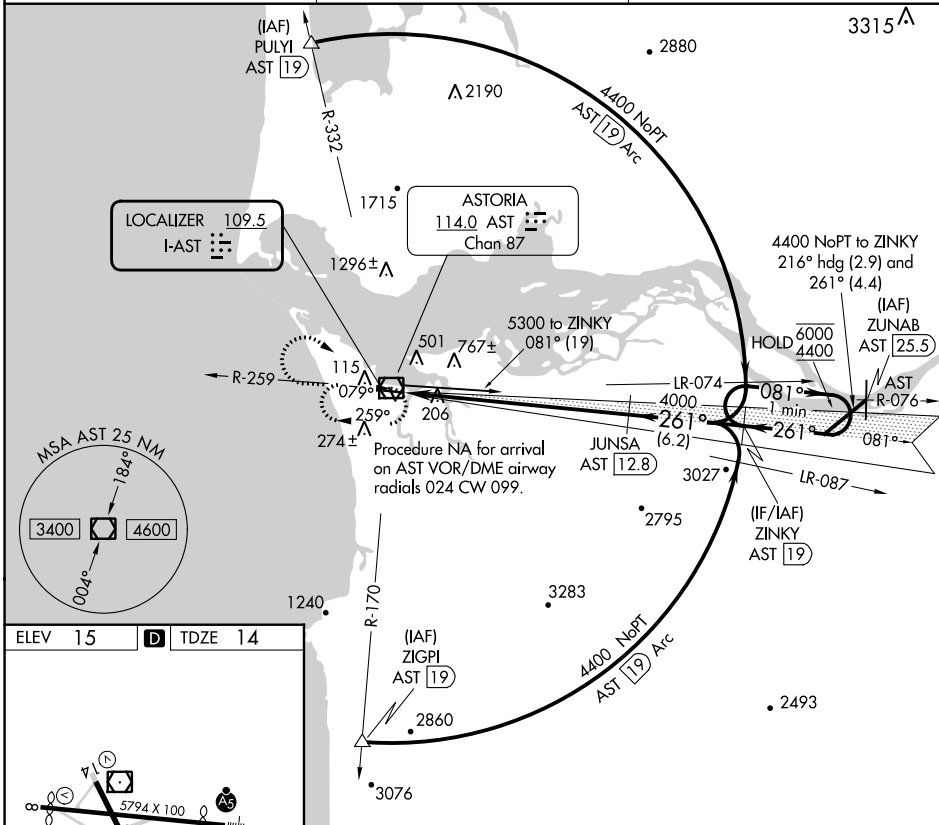 (IAF)
PULYI
AST 19
3315
2880
2190
4400 NoPT
AST 19 Arc
R-332
1715
LOCALIZER 109.5
I-AST
ASTORIA
114.0 AST
Chan 87
1296±
4400 NoPT to ZINKY
216° hdg (2.9) and
261° (4.4)
(IAF)
ZUNAB
AST 25.5
5300 to ZINKY
081° (19)
HOLD 6000
4400
501
767±
115
R-259
079°
259°
206
274±
LR-074
4000
261°
(6.2)
081°
1 min
261°
AST
R-076
081°
JUNSA
AST 12.8
LR-087
Procedure NA for arrival
on AST VOR/DME airway
radials 024 CW 099.
3027
(IF/IAF)
ZINKY
AST 19
2795
MSA AST 25 NM
184°
3400
4600
004°
1240
R-170
3283
(IAF)
ZIGPI
AST 19
4400 NoPT
AST 19 Arc
2860
2493
3076
ELEV 15 D TDZE 14
14
V
V
8
5794 X 100
A5